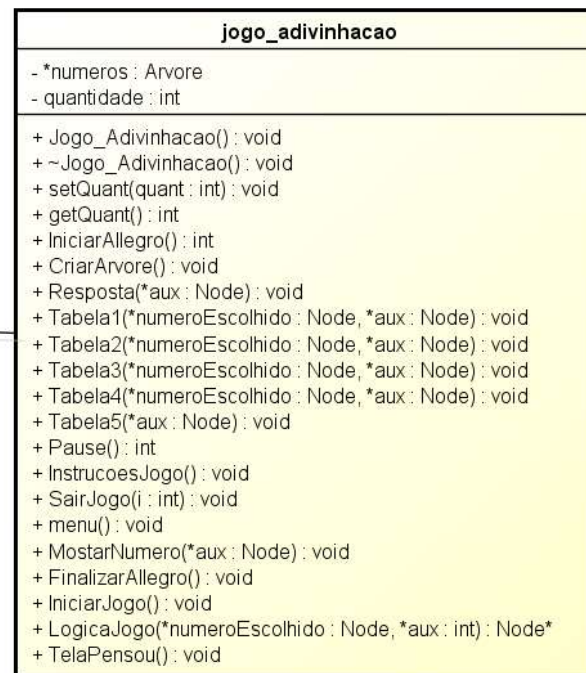 jogo_adivinhacao
- *numeros : Arvore
- quantidade : int
+ Jogo_Adivinhacao() : void
+ ~Jogo_Adivinhacao() : void
+ setQuant(quant : int) : void
+ getQuant() : int
+ IniciarAllegro() : int
+ CriarArvore() : void
+ Resposta(*aux : Node) : void
+ Tabela1(*numeroEscolhido : Node, *aux : Node) : void
+ Tabela2(*numeroEscolhido : Node, *aux : Node) : void
+ Tabela3(*numeroEscolhido : Node, *aux : Node) : void
+ Tabela4(*numeroEscolhido : Node, *aux : Node) : void
+ Tabela5(*aux : Node) : void
+ Pause() : int
+ InstrucoesJogo() : void
+ SairJogo(i : int) : void
+ menu() : void
+ MostarNumero(*aux : Node) : void
+ FinalizarAllegro() : void
+ IniciarJogo() : void
+ LogicaJogo(*numeroEscolhido : Node, *aux : int) : Node*
+ TelaPensou() : void